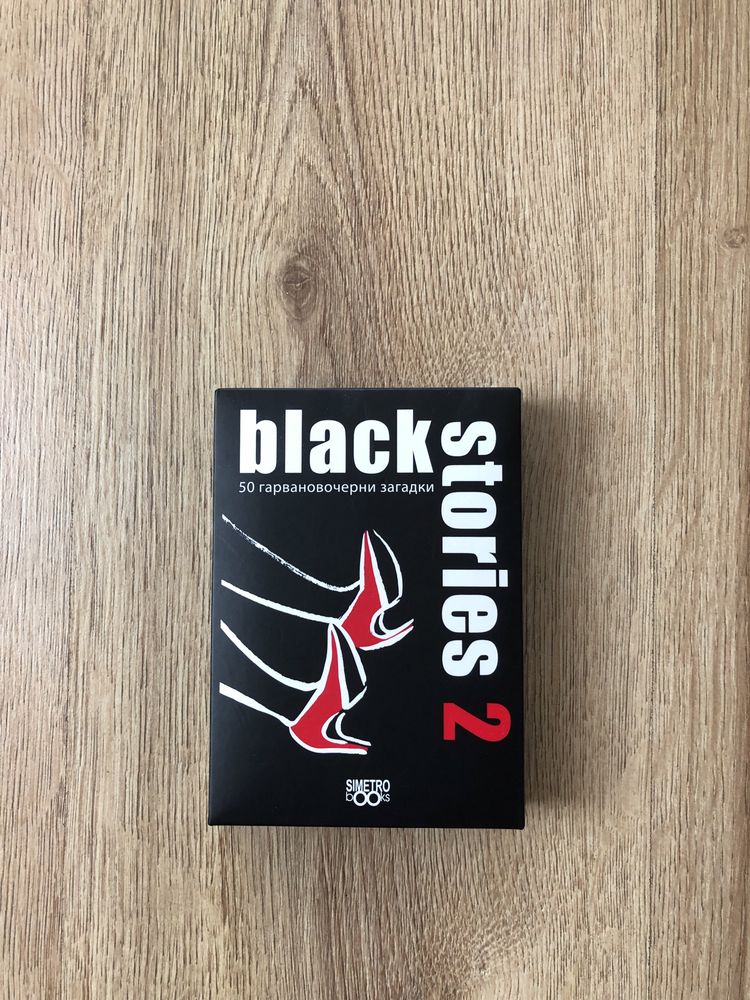 black
stories 2
50 гарвановочерни загадки
SIMETRO
books